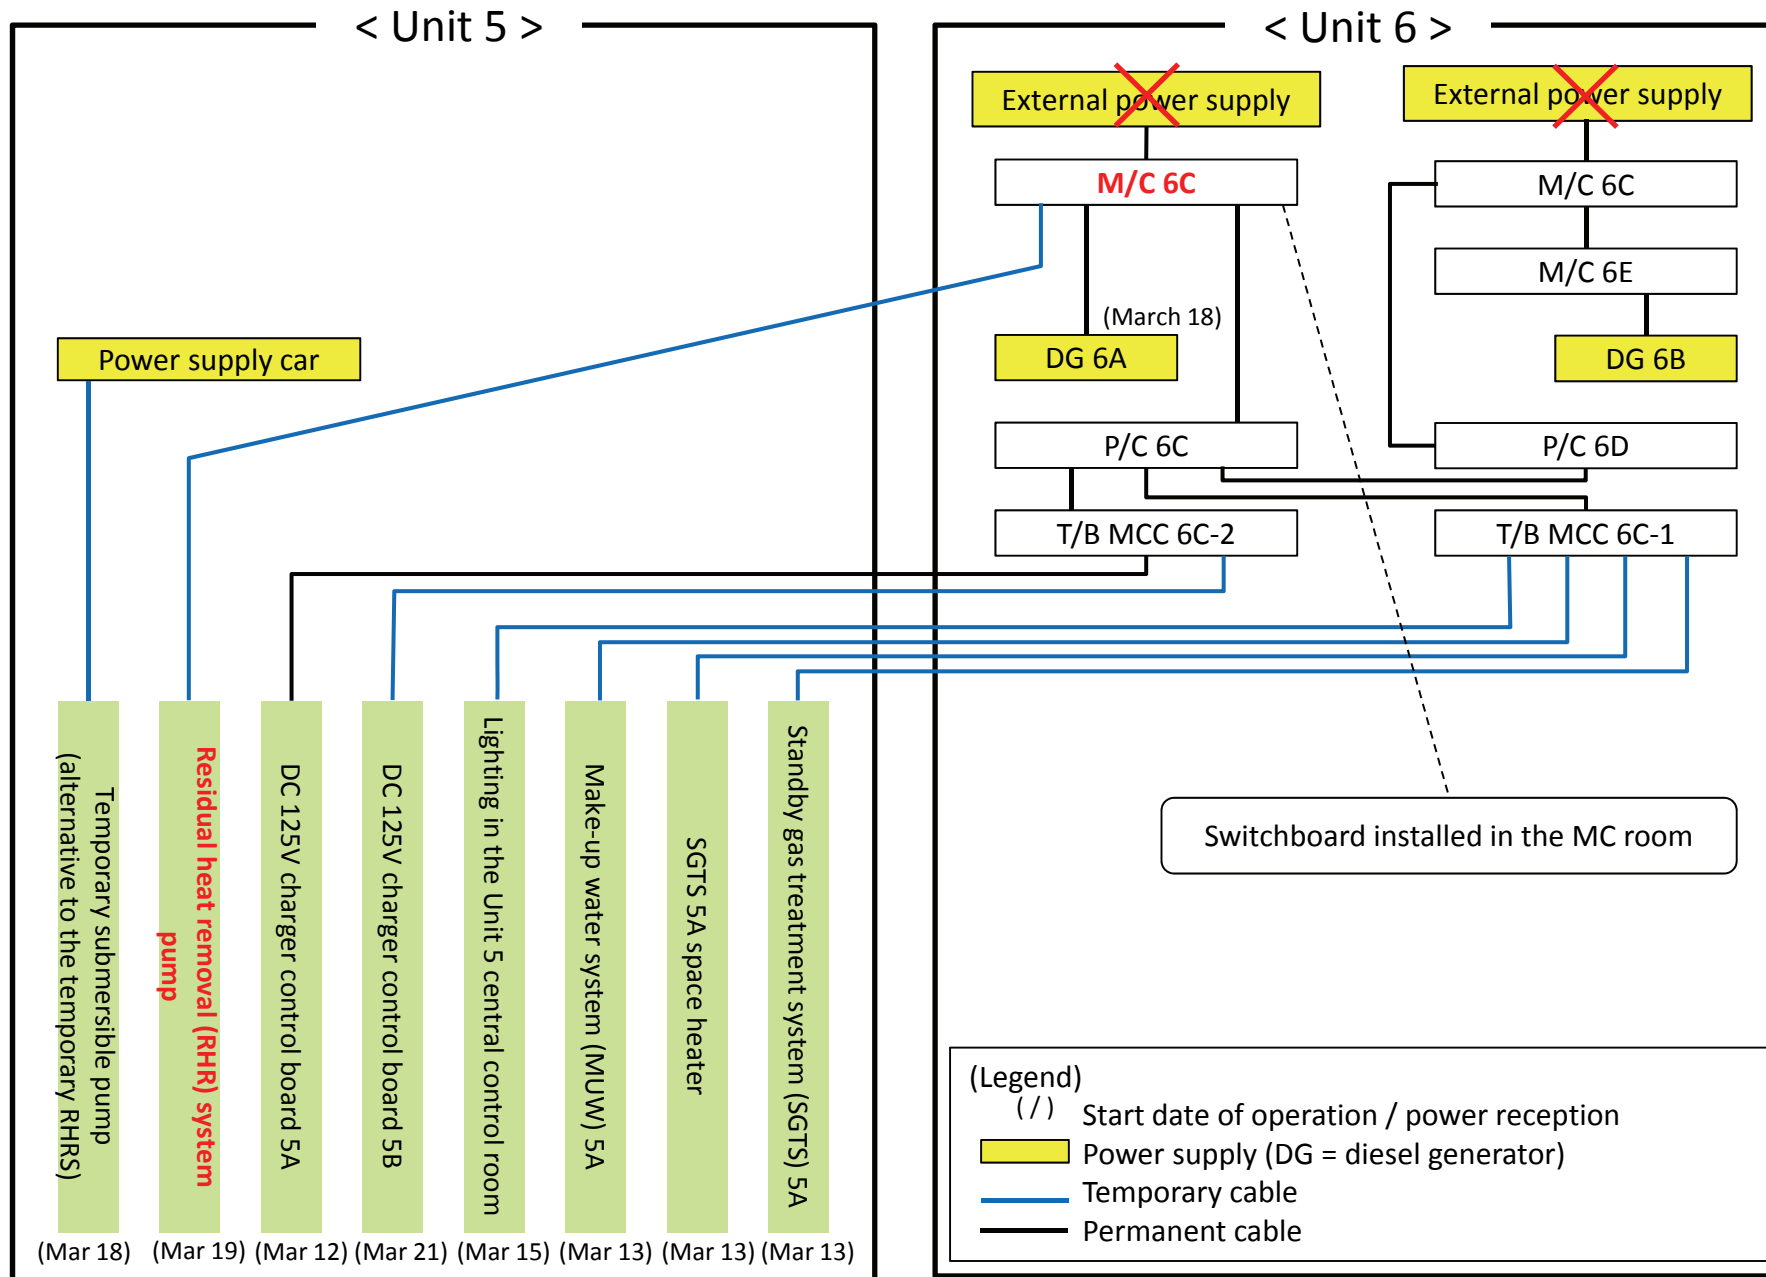 < Unit 5 >
Power supply car
Temporary submersible pump
(alternative to the temporary RHRS)
(Mar 18)
Residual heat removal (RHR) system
pump
(Mar 19)
DC 125V charger control board 5A
(Mar 12)
DC 125V charger control board 5B
(Mar 21)
Lighting in the Unit 5 central control room
(Mar 15)
Make-up water system (MUW) 5A
(Mar 13)
SGTS 5A space heater
(Mar 13)
Standby gas treatment system (SGTS) 5A
(Mar 13)
< Unit 6 >
External power supply
External power supply
M/C 6C
M/C 6C
M/C 6E
(March 18)
DG 6A
DG 6B
P/C 6C
P/C 6D
T/B MCC 6C-2
T/B MCC 6C-1
Switchboard installed in the MC room
(Legend)
( / ) Start date of operation / power reception
Power supply (DG = diesel generator)
Temporary cable
Permanent cable